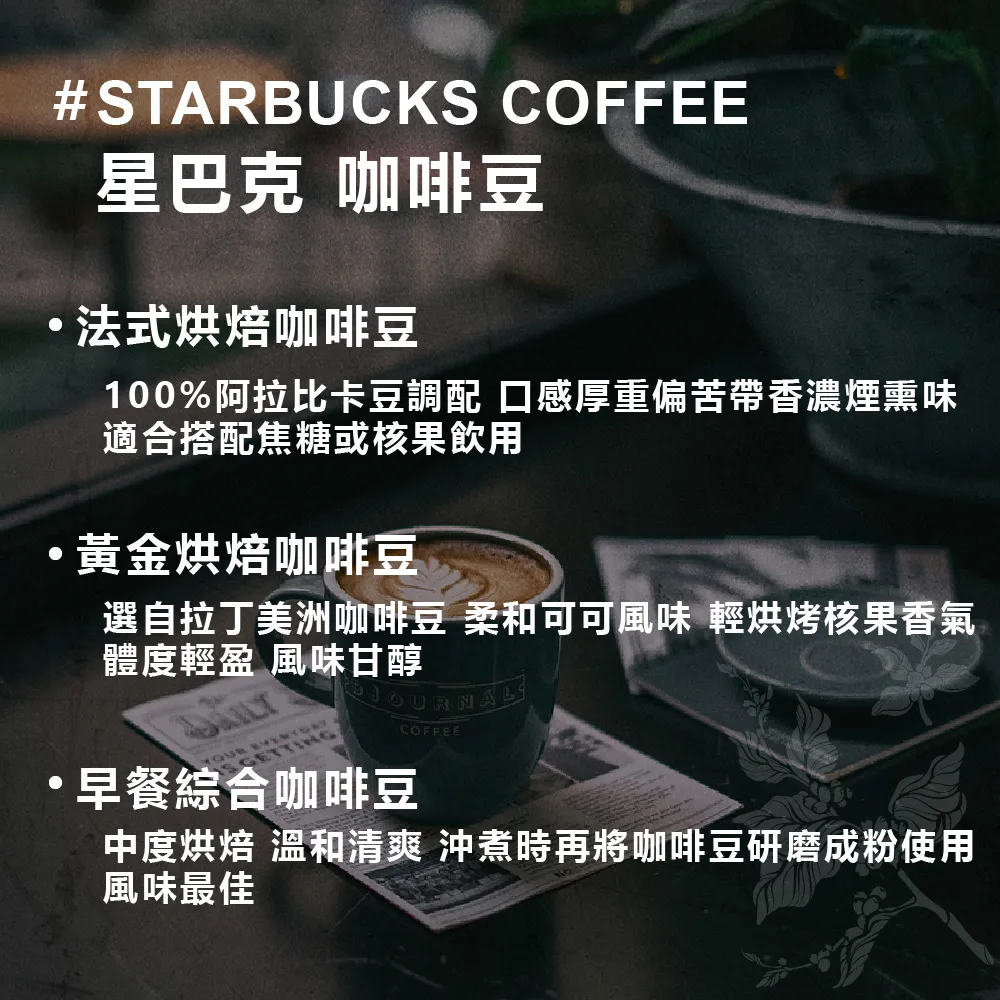 #STARBUCKS COFFEE
星巴克 咖啡豆
•法式烘焙咖啡豆
100%阿拉比卡豆調配 口感厚重偏苦帶香濃煙熏味
適合搭配焦糖或核果飲用
•黃金烘焙咖啡豆
選自拉丁美洲咖啡豆 柔和可可風味 輕烘烤核果香氣
體度輕盈 風味甘醇
JOURNAL
COFFEE
DAILY
YOUR EVERYDAY
•早餐綜合咖啡豆
中度烘焙 溫和清爽 沖煮時再將咖啡豆研磨成粉使用
風味最佳